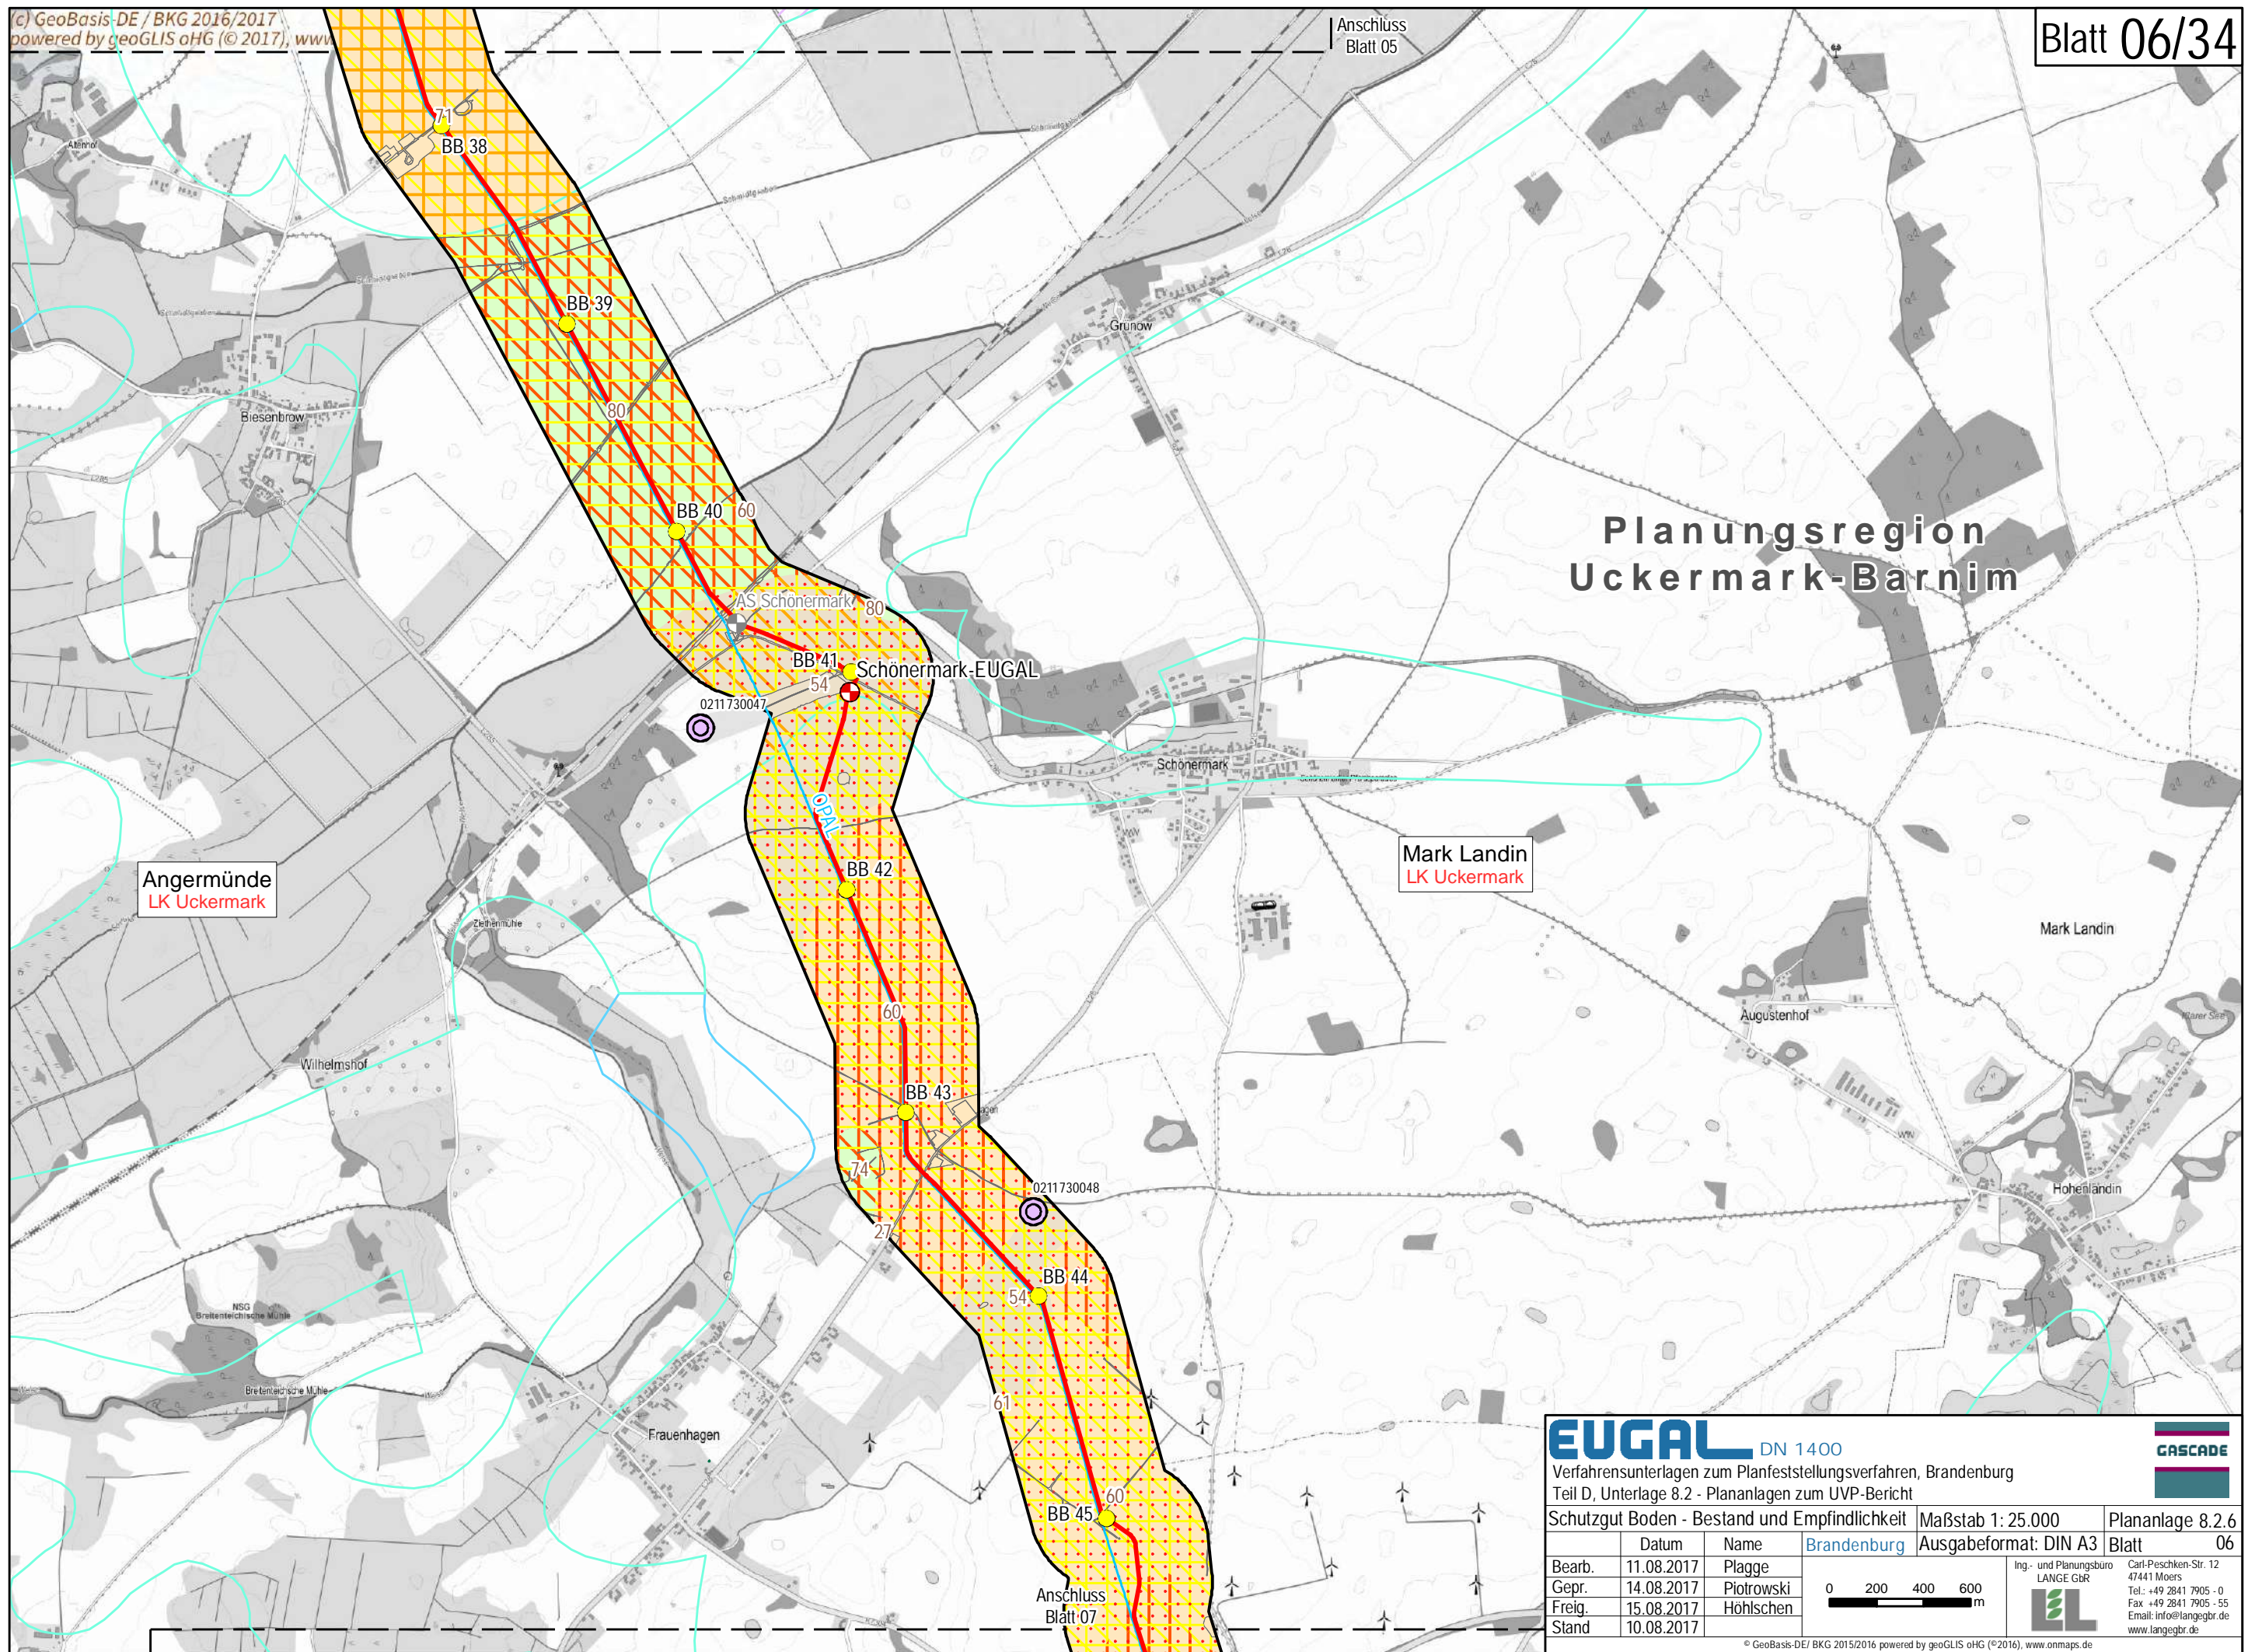 (c) GeoBasis-DE / BKG 2016/2017
powered by geoGLIS oHG (© 2017), www
Anschluss
Blatt 05
Blatt 06/34
71
BB 38
Altenhof
Schmidtgraben
Schmidtgraben
BB 39
Grünow
80
Biesenbrow
BB 40
60
Planungsregion
Uckermark-Barnim
AS Schönermark
80
BB 41
Schönermark-EUGAL
54
0211730047
Schönermark
OPAL
BB 42
Mark Landin
LK Uckermark
Angermünde
LK Uckermark
Ziethenmühle
Mark Landin
60
Augustenhof
Klarer See
Wilhelmshof
BB 43
74
0211730048
Hohenlandin
27
BB 44
54
NSG
Breitenteichische Mühle
Breitenteichsche Mühle
61
Frauenhagen
60
BB 45
Anschluss
Blatt 07
EUGAL DN 1400
GASCADE
Verfahrensunterlagen zum Planfeststellungsverfahren, Brandenburg
Teil D, Unterlage 8.2 - Plananlagen zum UVP-Bericht
Schutzgut Boden - Bestand und Empfindlichkeit Maßstab 1: 25.000 Plananlage 8.2.6
Datum Name Brandenburg Ausgabeformat: DIN A3 Blatt 06
Bearb. 11.08.2017 Plagge
Gepr. 14.08.2017 Piotrowski
Freig. 15.08.2017 Höhlschen
Stand 10.08.2017
0 200 400 600
m
Ing.- und Planungsbüro
LANGE GbR
Carl-Peschken-Str. 12
47441 Moers
Tel.: +49 2841 7905 - 0
Fax +49 2841 7905 - 55
Email: info@langegbr.de
www.langegbr.de
© GeoBasis-DE/ BKG 2015/2016 powered by geoGLIS oHG (©2016), www.onmaps.de